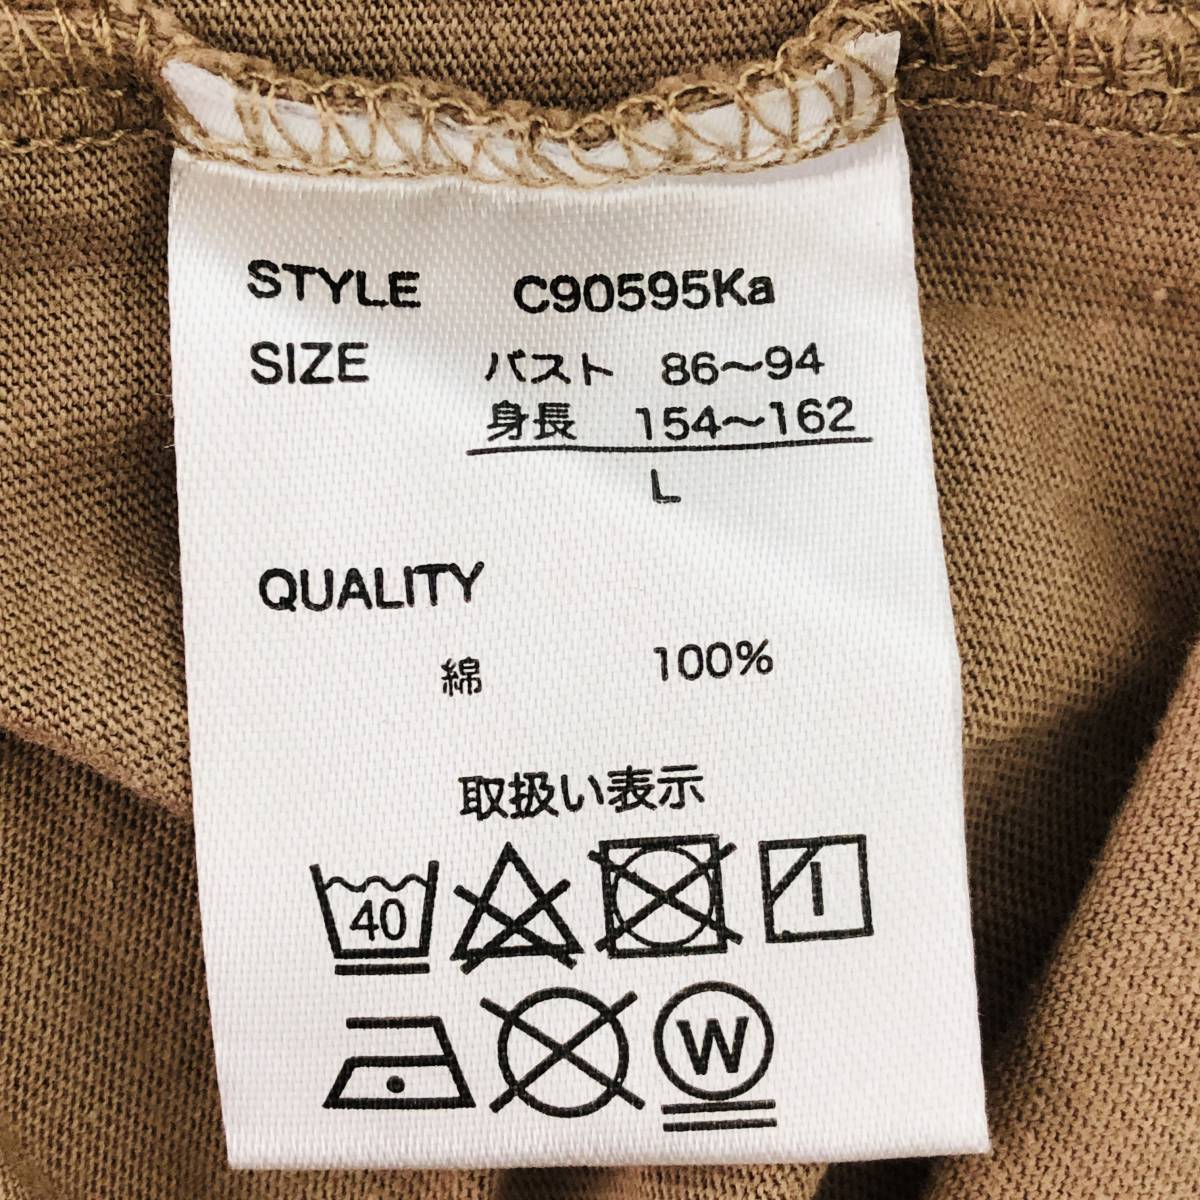 STYLE C90595Ka
SIZE バスト 86～94
身長 154～162
L
QUALITY
綿 100%
取扱い表示
40
W